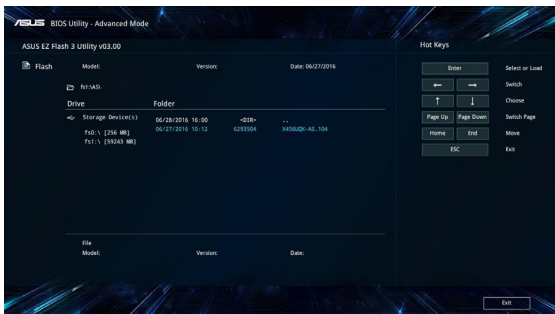 ASUS BIOS Utility - Advanced Mode
ASUS EZ Flash 3 Utility v03.00
Hot Keys
Flash Model: Version: Date: 06/27/2016
fs1:\AS\
Drive Folder
Storage Device(s)
fs0:\ [256 MB]
fs1:\ [59243 MB]
06/28/2016 16:00 <DIR> ..
06/27/2016 10:12 6293504 X456UQK-AS.104
File
Model: Version: Date:
Enter Select or Load
← → Switch
↑ ↓ Choose
Page Up Page Down Switch Page
Home End Move
ESC Exit
Exit